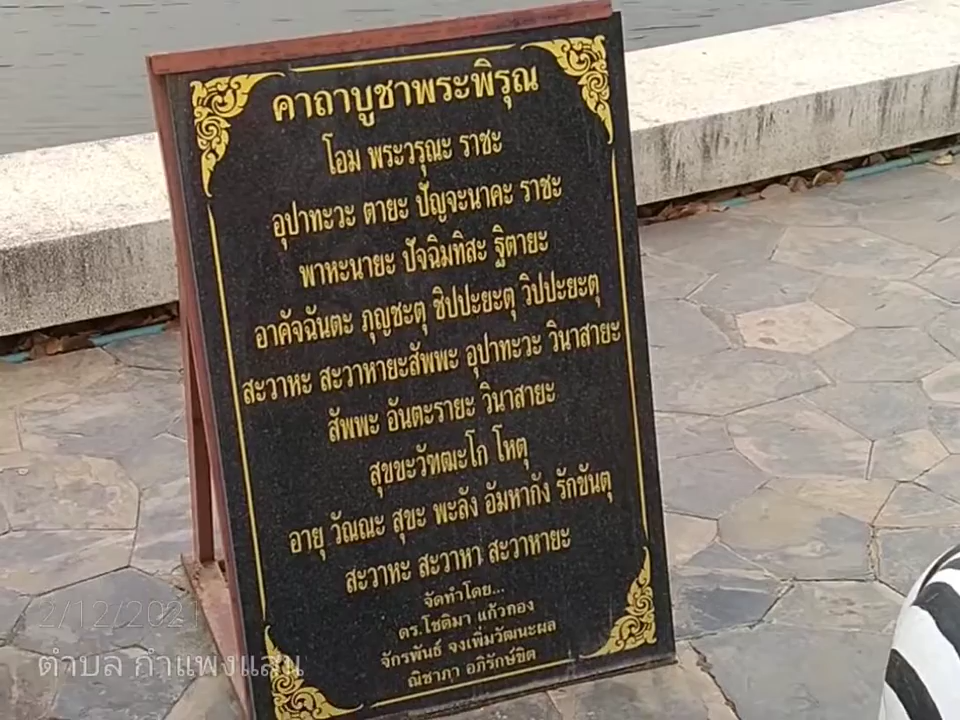 คาถาบูชาพระพิรุณ
โอม พระวรุณะ ราชะ
อุปาทะวะ ตายะ ปัญจะนาคะ ราชะ
พาหะนายะ ปัจฉิมทิสะ ฐิตายะ
อาคัจฉันตะ ภุญชะตุ ชิปปะยะตุ วิปปะยะตุ
สะวาหะ สะวาหายะสัพพะ อุปาทะวะ วินาสายะ
สัพพะ อันตะรายะ วินาสายะ
สุขขะวัฑฒะโก โหตุ
อายุ วัณณะ สุขะ พะลัง อัมหากัง รักขันตุ
สะวาหะ สะวาหา สะวาหายะ
จัดทำโดย...
ดร.โชติมา แก้วกอง
จักรพันธ์ จงเพิ่มวัฒนะผล
ณิชาภา อภิรักษ์ขิต
2/12/2021
ตำบล กำแพงแสน